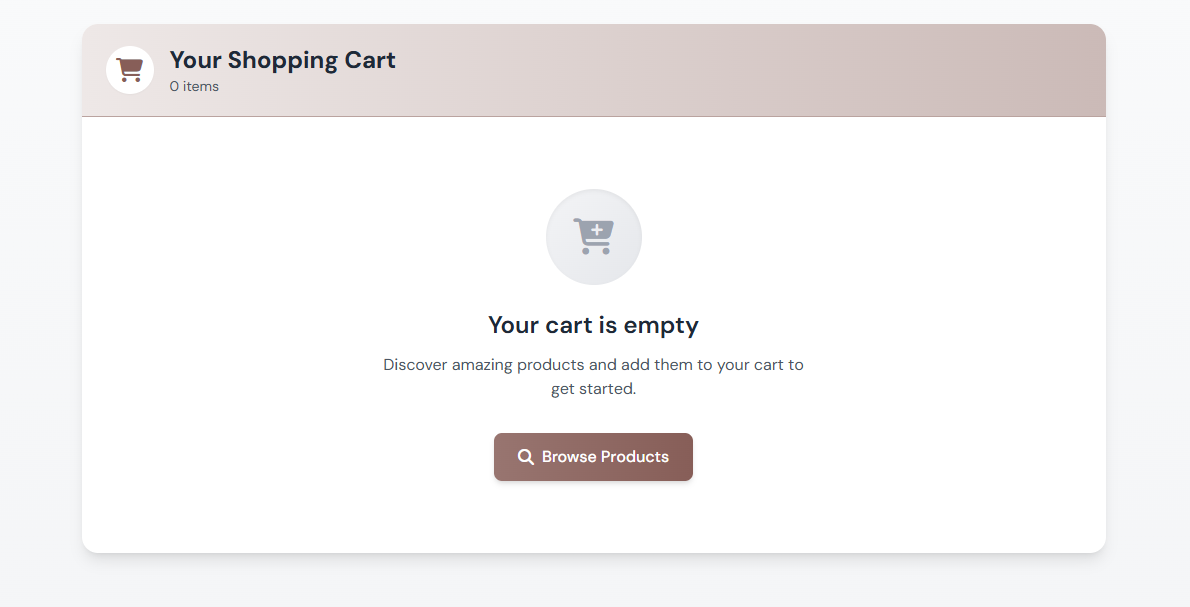 Your Shopping Cart
0 items
Your cart is empty
Discover amazing products and add them to your cart to
get started.
Browse Products